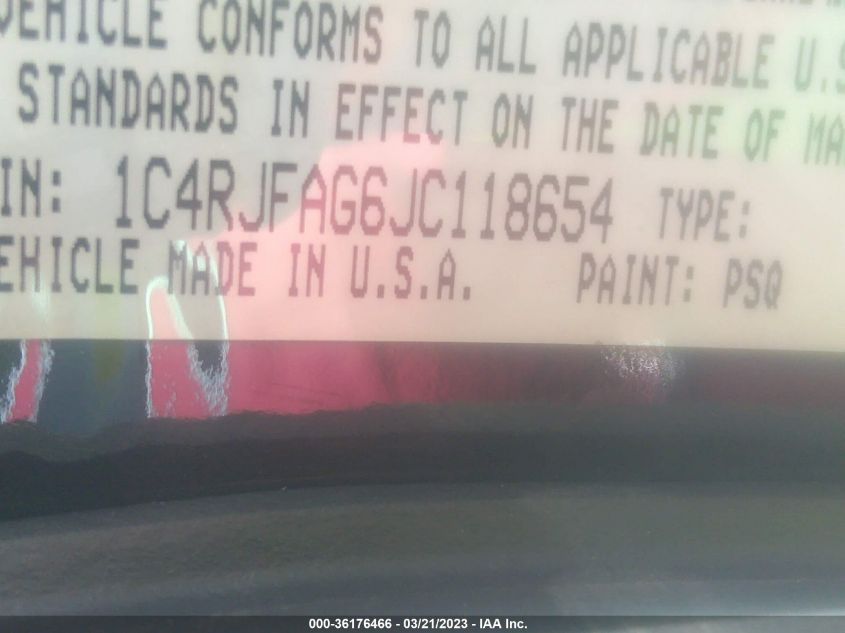 VEHICLE CONFORMS TO ALL APPLICABLE U.S
STANDARDS IN EFFECT ON THE DATE OF MA
IN: 1C4RJFAG6JC118654 TYPE:
EHICLE MADE IN U.S.A. PAINT: PSQ
000-36176466 - 03/21/2023 - IAA Inc.